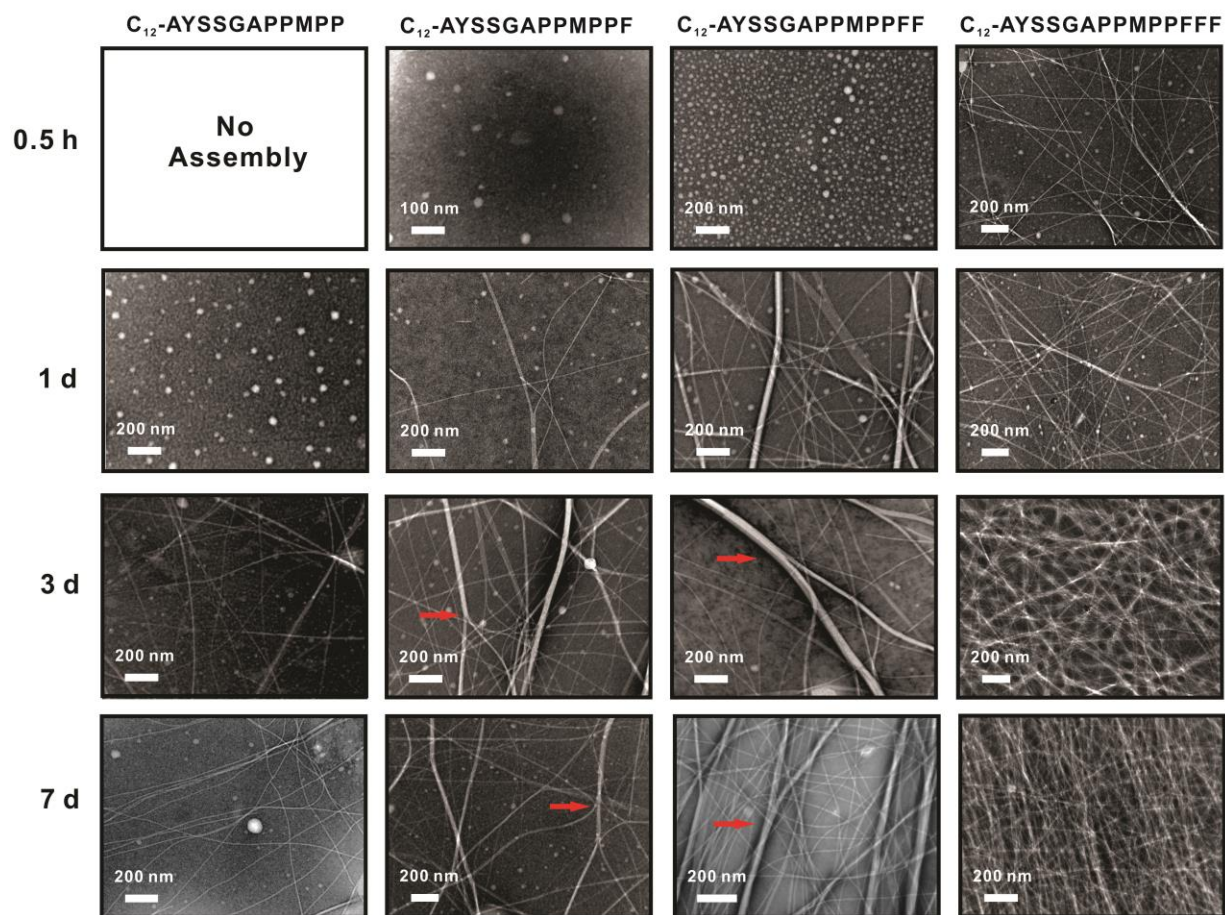 C12-AYSSGAPPMPP C12-AYSSGAPPMPPF C12-AYSSGAPPMPPFF C12-AYSSGAPPMPPFFF
0.5 h
No
Assembly
100 nm
200 nm
200 nm
1 d
200 nm
200 nm
200 nm
200 nm
3 d
200 nm
200 nm
200 nm
200 nm
7 d
200 nm
200 nm
200 nm
200 nm